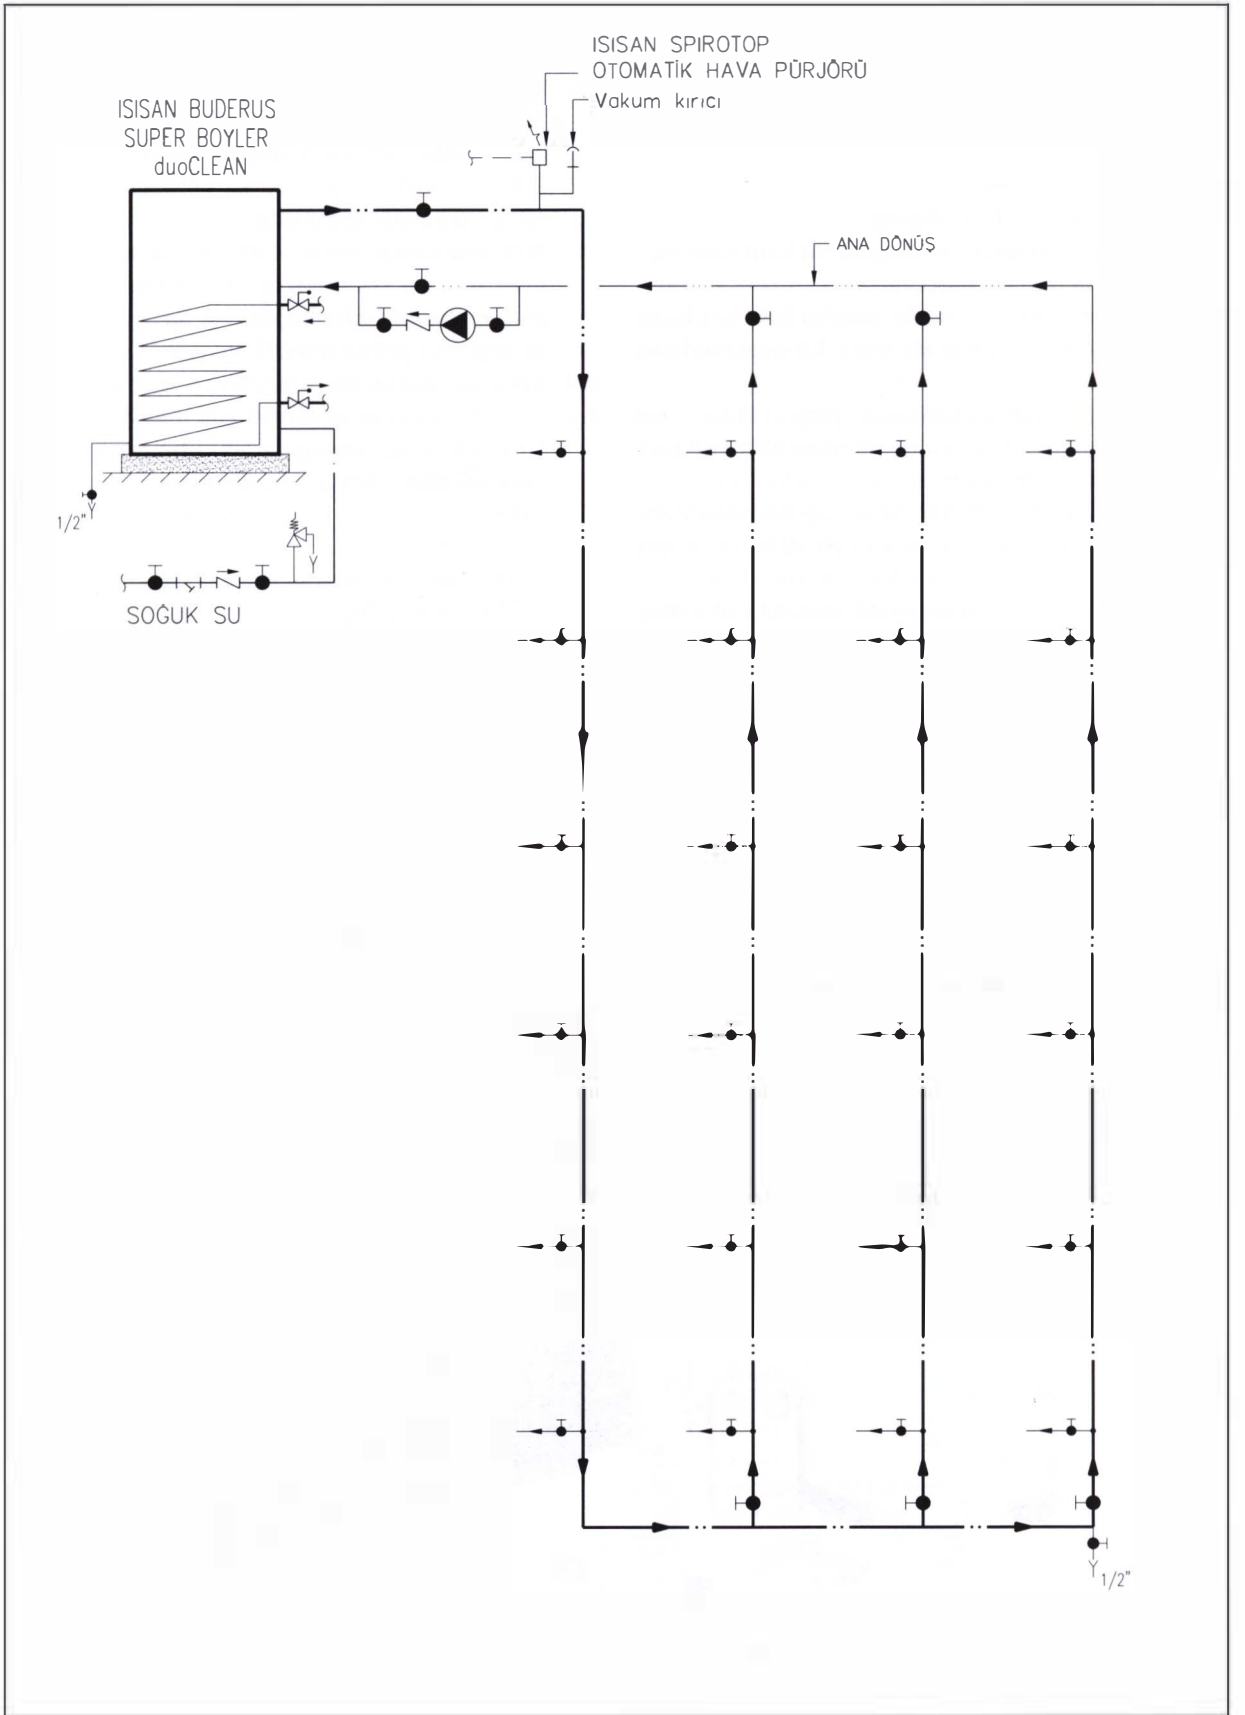 ISISAN SPIROTOP
OTOMATİK HAVA PÜRJÖRÜ
Vakum kırıcı
ISISAN BUDERUS
SUPER BOYLER
duoCLEAN
ANA DÖNÜŞ
1/2"
SOĞUK SU
1/2"